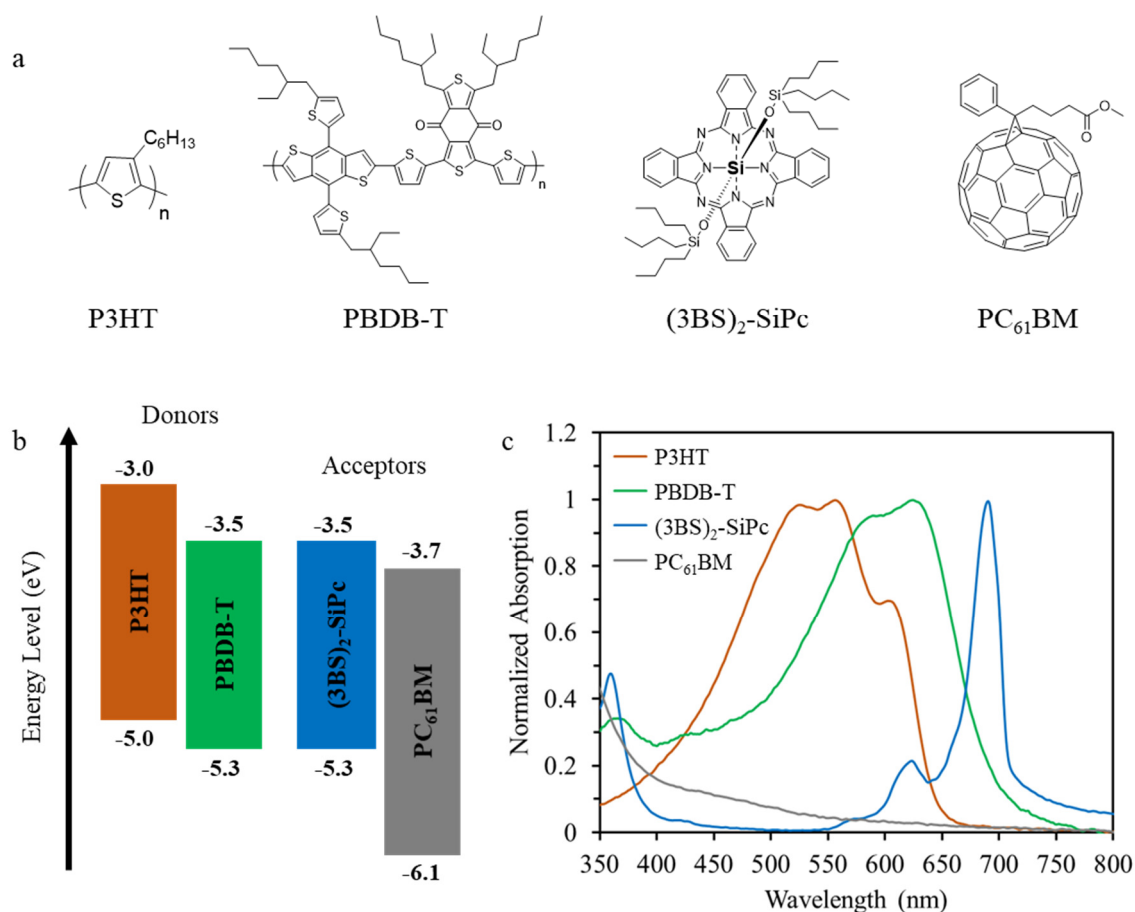 a
C₆H₁₃
S
n
P3HT
S
S
S
S
S
O
O
S
S
S
n
PBDB-T
Si
O
N
N
N
N
N
Si
N
N
N
O
Si
(3BS)₂-SiPc
O
O
PC₆₁BM
b
Donors
Acceptors
Energy Level (eV)
-3.0
P3HT
-5.0
-3.5
PBDB-T
-5.3
-3.5
(3BS)₂-SiPc
-5.3
-3.7
PC₆₁BM
-6.1
c
Normalized Absorption
1.2
1
0.8
0.6
0.4
0.2
0
P3HT
PBDB-T
(3BS)₂-SiPc
PC₆₁BM
350 400 450 500 550 600 650 700 750 800
Wavelength (nm)